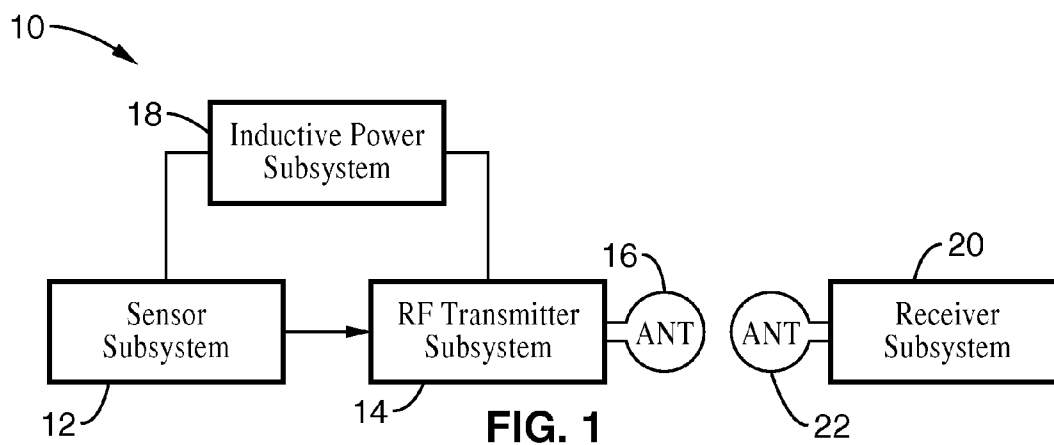 10
18
Inductive Power
Subsystem
16
20
Sensor
Subsystem
RF Transmitter
Subsystem
ANT
ANT
Receiver
Subsystem
12
14
22
FIG. 1